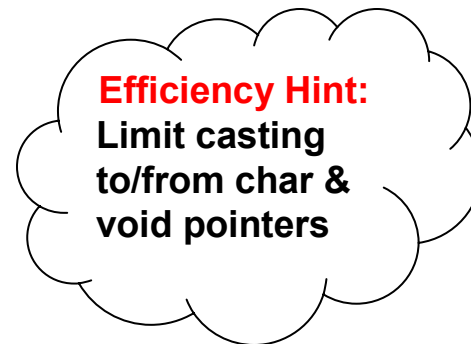 Efficiency Hint:
Limit casting
to/from char &
void pointers